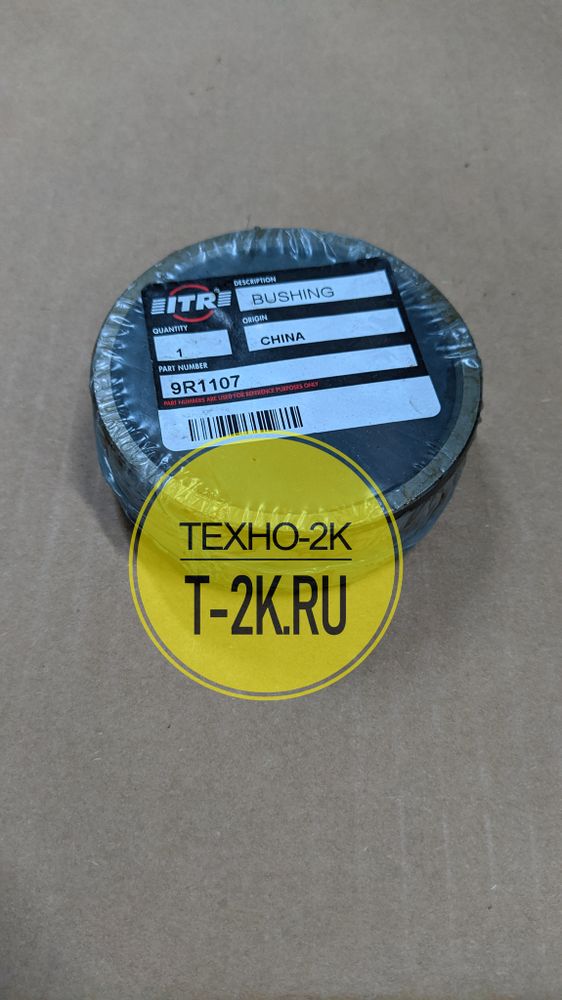 ITR®
DESCRIPTION
BUSHING
QUANTITY
1
ORIGIN
CHINA
PART NUMBER
9R1107
PART NUMBERS ARE USED FOR REFERENCE PURPOSES ONLY
ТЕХНО-2К
T-2K.RU